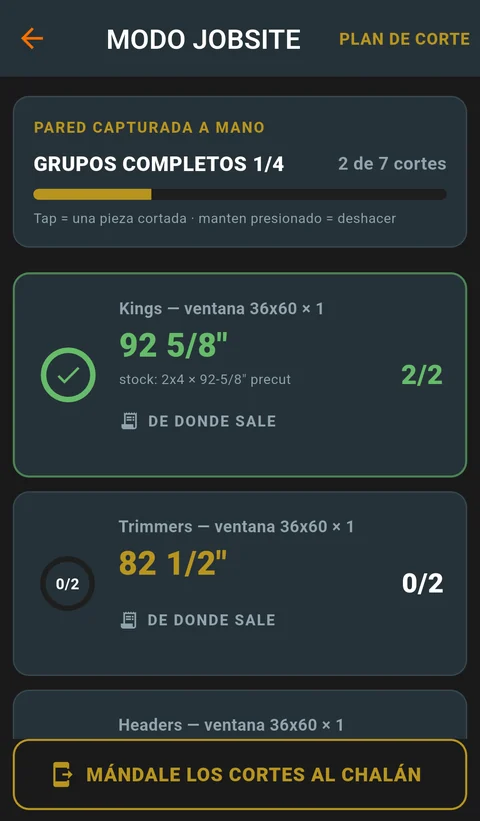 MODO JOBSITE
PLAN DE CORTE
PARED CAPTURADA A MANO
GRUPOS COMPLETOS 1/4
2 de 7 cortes
Tap = una pieza cortada · manten presionado = deshacer
Kings — ventana 36x60 × 1
92 5/8"
stock: 2x4 × 92-5/8" precut
2/2
DE DONDE SALE
Trimmers — ventana 36x60 × 1
82 1/2"
0/2
0/2
DE DONDE SALE
Headers — ventana 36x60 × 1
MÁNDALE LOS CORTES AL CHALÁN